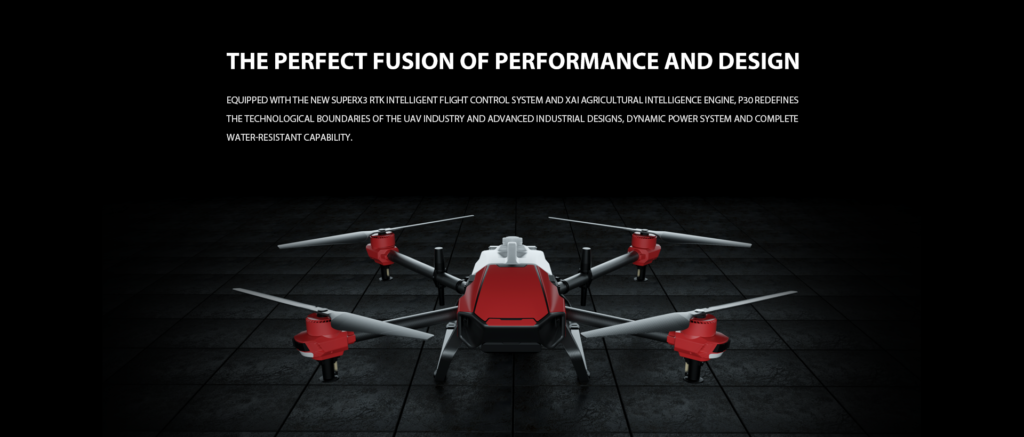 THE PERFECT FUSION OF PERFORMANCE AND DESIGN
EQUIPPED WITH THE NEW SUPERX3 RTK INTELLIGENT FLIGHT CONTROL SYSTEM AND XAI AGRICULTURAL INTELLIGENCE ENGINE, P30 REDEFINES
THE TECHNOLOGICAL BOUNDARIES OF THE UAV INDUSTRY AND ADVANCED INDUSTRIAL DESIGNS, DYNAMIC POWER SYSTEM AND COMPLETE
WATER-RESISTANT CAPABILITY.